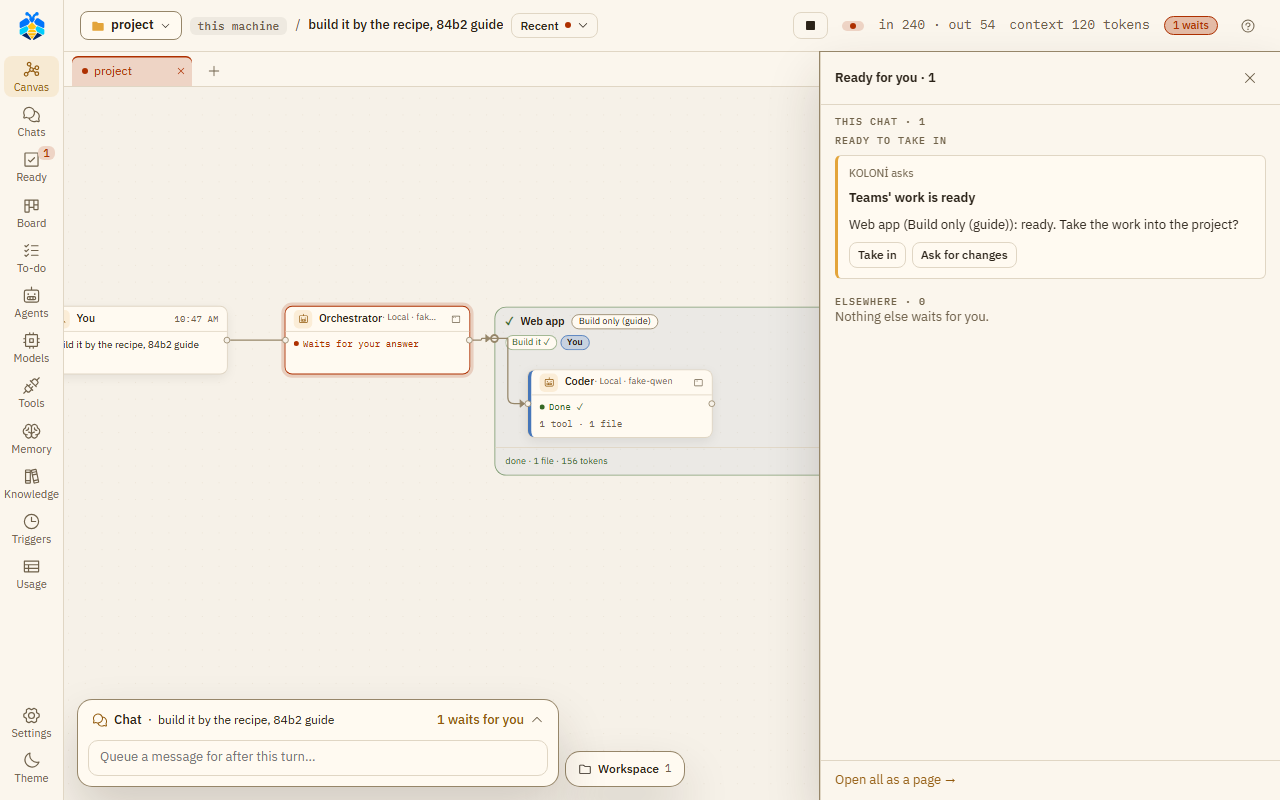 project
this machine / build it by the recipe, 84b2 guide
Recent
in 240 · out 54 context 120 tokens
1 waits
project
Canvas
Chats
1
Ready
Board
To-do
Agents
Models
Tools
Memory
Knowledge
Triggers
Usage
Settings
Theme
You 10:47 AM
ild it by the recipe, 84b2 guide
Orchestrator · Local · fak…
Waits for your answer
✓ Web app Build only (guide)
Build it ✓ You
Coder · Local · fake-qwen
Done ✓
1 tool · 1 file
done · 1 file · 156 tokens
Chat · build it by the recipe, 84b2 guide
1 waits for you
Queue a message for after this turn…
Workspace 1
Ready for you · 1
THIS CHAT · 1
READY TO TAKE IN
KOLONİ asks
Teams' work is ready
Web app (Build only (guide)): ready. Take the work into the project?
Take in Ask for changes
ELSEWHERE · 0
Nothing else waits for you.
Open all as a page →